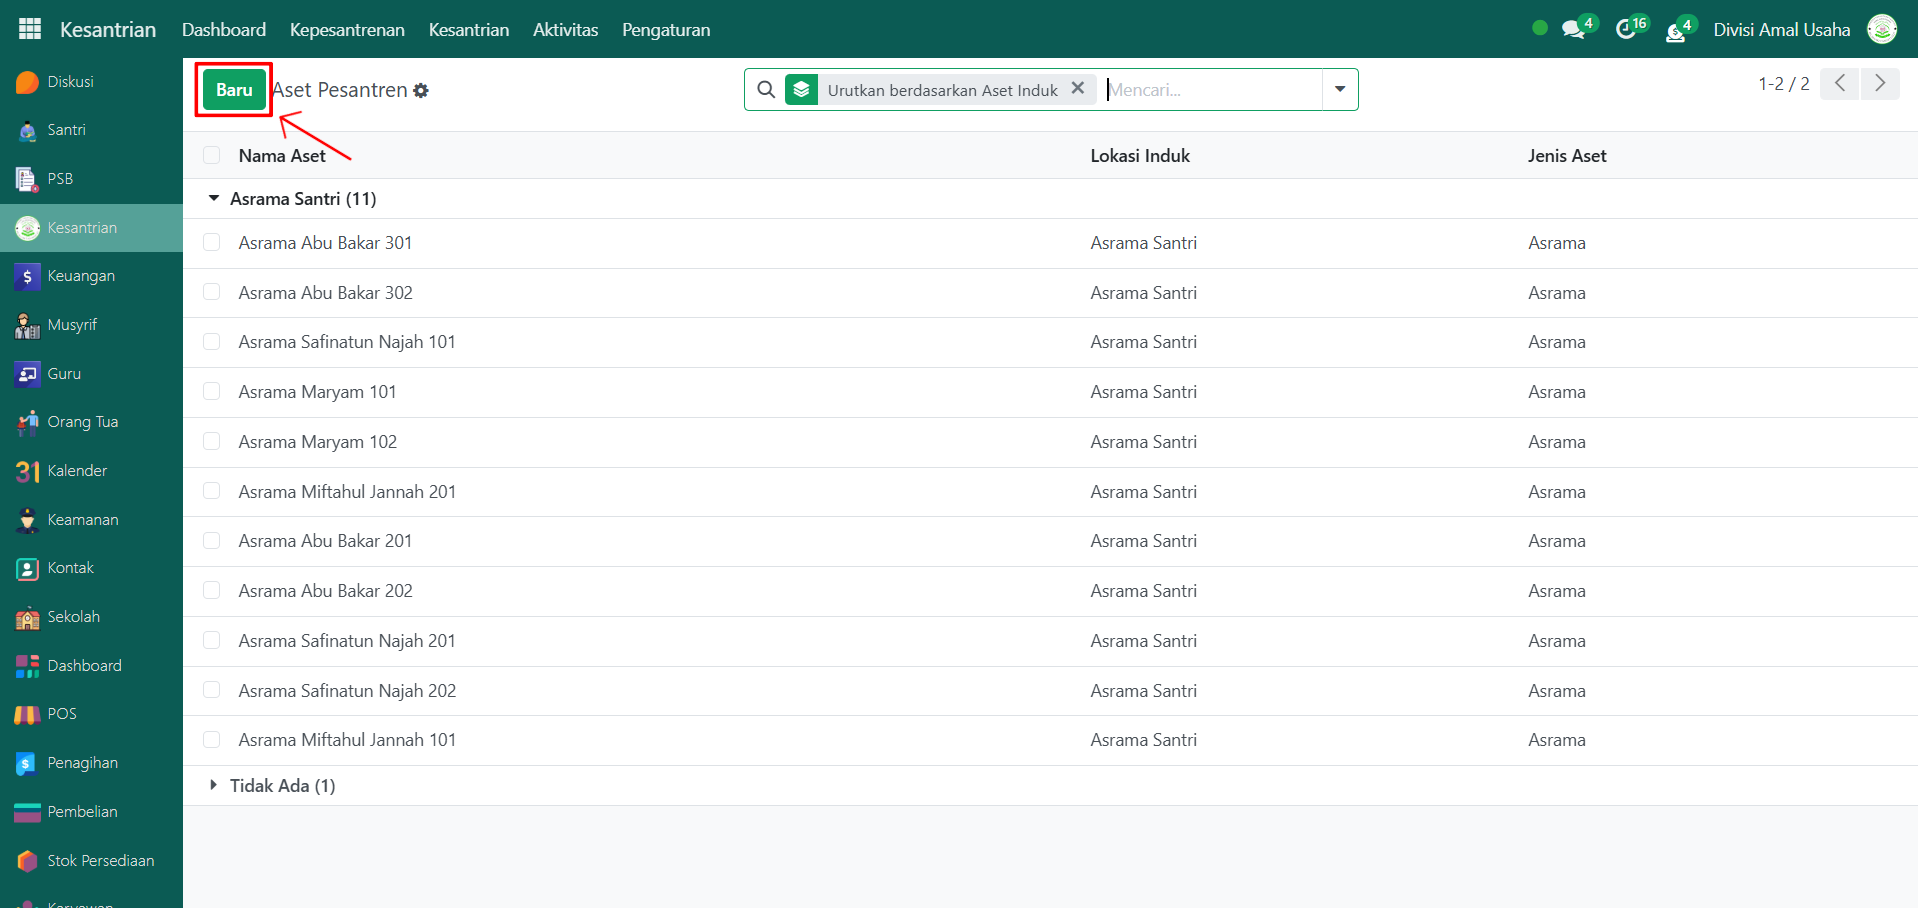 Kesantrian Dashboard Kepesantrenan Kesantrian Aktivitas Pengaturan 4 16 4 Divisi Amal Usaha
Baru Aset Pesantren Urutkan berdasarkan Aset Induk Mencari... 1-2 / 2
Diskusi
Santri
PSB
Kesantrian
Keuangan
Musyrif
Guru
Orang Tua
31 Kalender
Keamanan
Kontak
Sekolah
Dashboard
POS
Penagihan
Pembelian
Stok Persediaan
Karyawan
Nama Aset Lokasi Induk Jenis Aset
Asrama Santri (11)
Asrama Abu Bakar 301 Asrama Santri Asrama
Asrama Abu Bakar 302 Asrama Santri Asrama
Asrama Safinatun Najah 101 Asrama Santri Asrama
Asrama Maryam 101 Asrama Santri Asrama
Asrama Maryam 102 Asrama Santri Asrama
Asrama Miftahul Jannah 201 Asrama Santri Asrama
Asrama Abu Bakar 201 Asrama Santri Asrama
Asrama Abu Bakar 202 Asrama Santri Asrama
Asrama Safinatun Najah 201 Asrama Santri Asrama
Asrama Safinatun Najah 202 Asrama Santri Asrama
Asrama Miftahul Jannah 101 Asrama Santri Asrama
Tidak Ada (1)